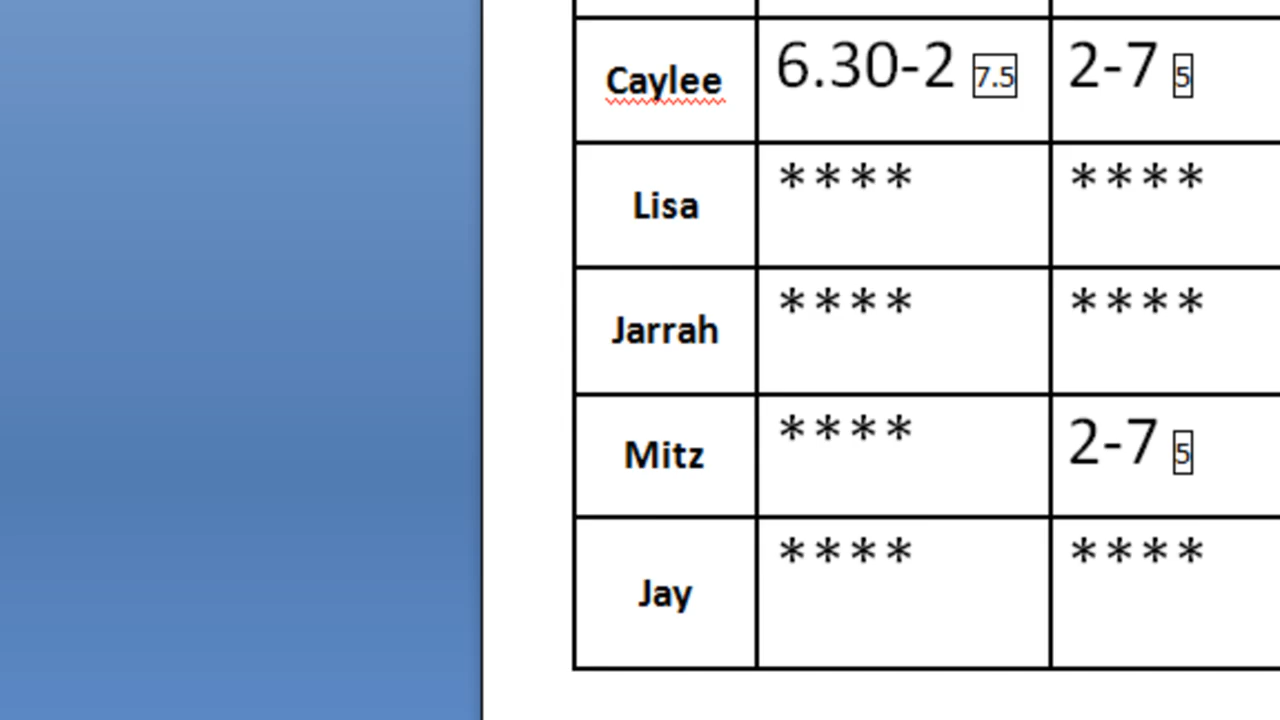 Caylee 6.30-2 7.5 2-7 5
Lisa **** ****
Jarrah **** ****
Mitz **** 2-7 5
Jay **** ****